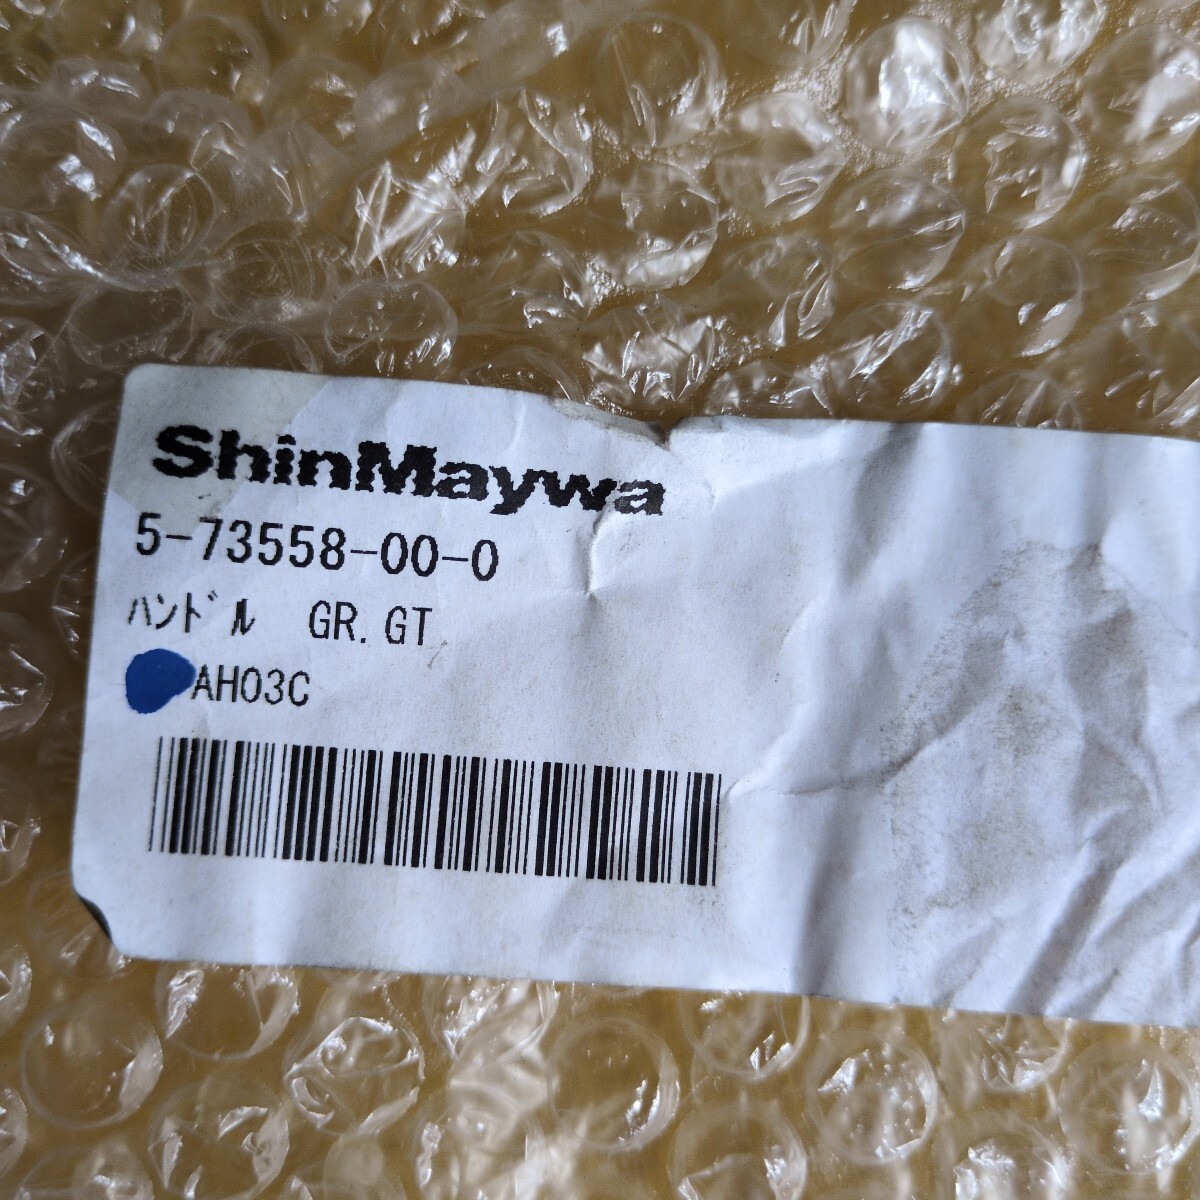 ShinMaywa
5-73558-00-0
ﾊﾝﾄﾞﾙ GR.GT
AH03C